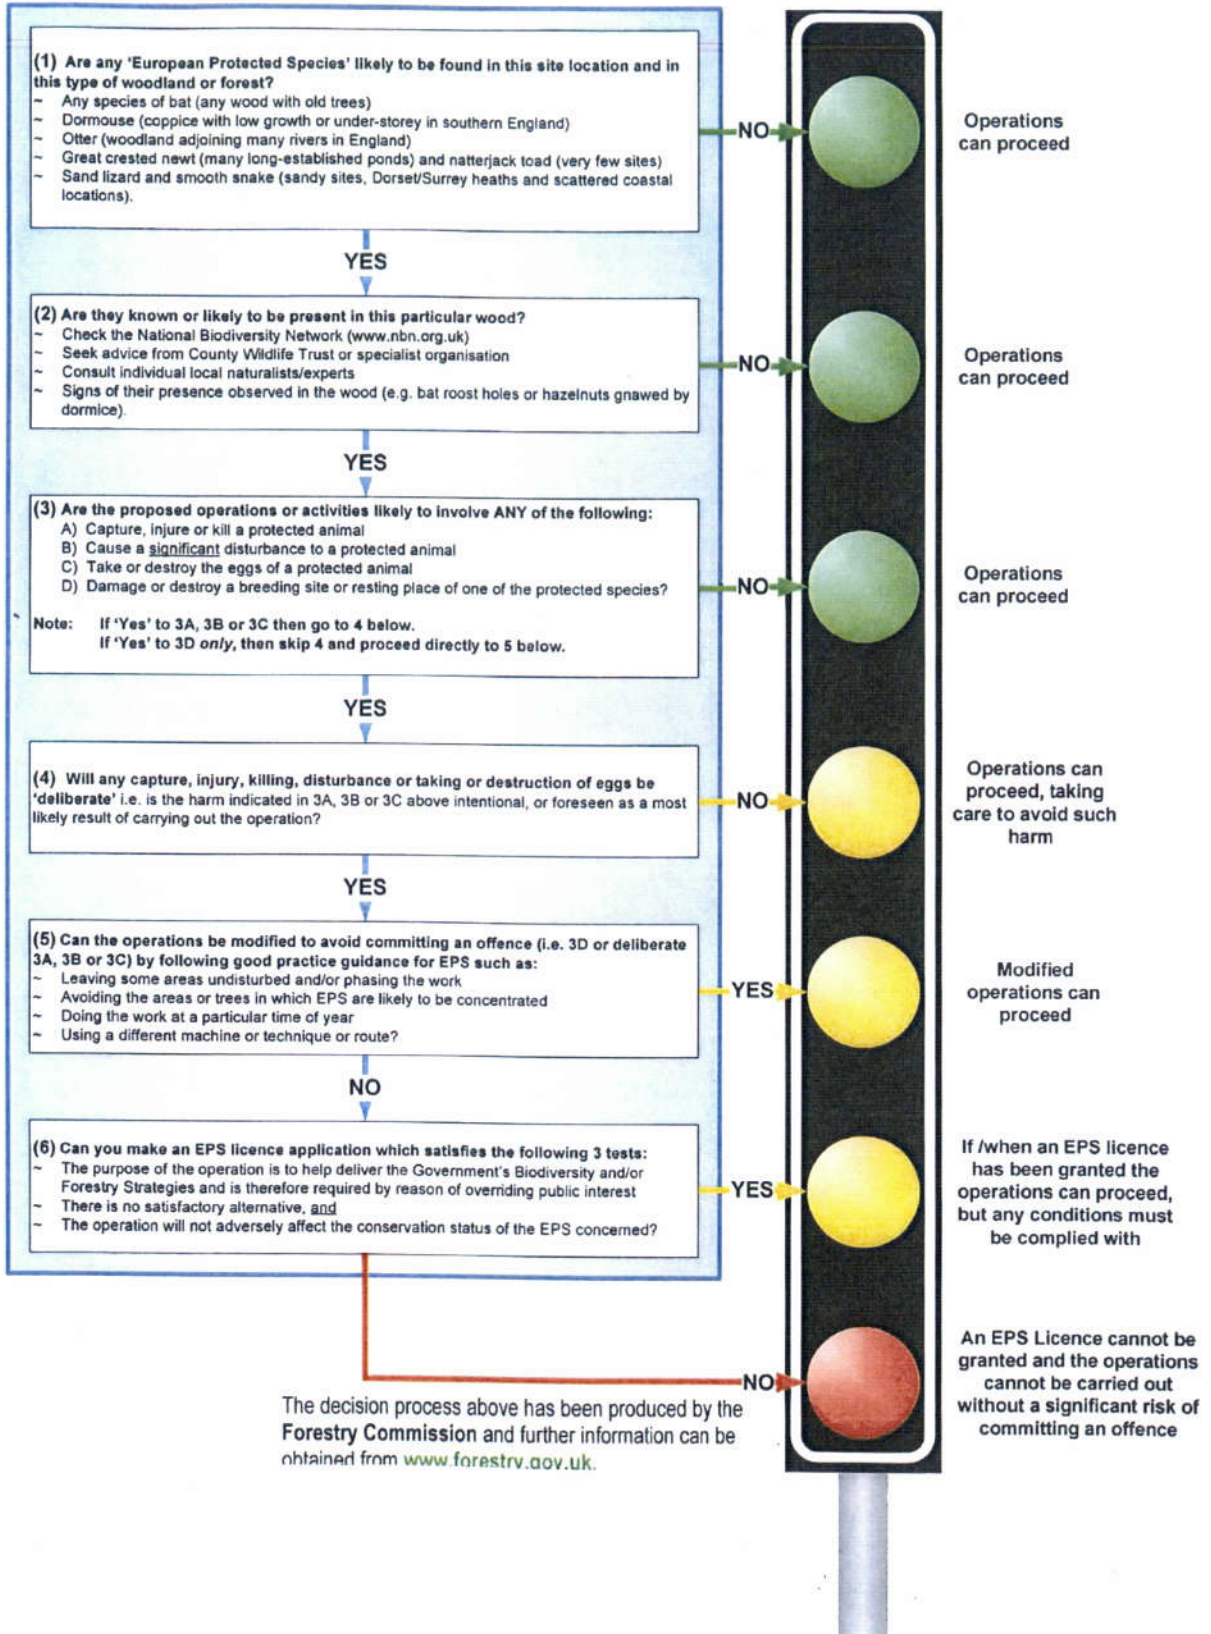 (1) Are any 'European Protected Species' likely to be found in this site location and in
this type of woodland or forest?
~ Any species of bat (any wood with old trees)
~ Dormouse (coppice with low growth or under-storey in southern England)
~ Otter (woodland adjoining many rivers in England)
~ Great crested newt (many long-established ponds) and natterjack toad (very few sites)
~ Sand lizard and smooth snake (sandy sites, Dorset/Surrey heaths and scattered coastal
locations).
NO
Operations
can proceed
YES
(2) Are they known or likely to be present in this particular wood?
~ Check the National Biodiversity Network (www.nbn.org.uk)
~ Seek advice from County Wildlife Trust or specialist organisation
~ Consult individual local naturalists/experts
~ Signs of their presence observed in the wood (e.g. bat roost holes or hazelnuts gnawed by
dormice).
NO
Operations
can proceed
YES
(3) Are the proposed operations or activities likely to involve ANY of the following:
A) Capture, injure or kill a protected animal
B) Cause a significant disturbance to a protected animal
C) Take or destroy the eggs of a protected animal
D) Damage or destroy a breeding site or resting place of one of the protected species?
Note: If 'Yes' to 3A, 3B or 3C then go to 4 below.
If 'Yes' to 3D only, then skip 4 and proceed directly to 5 below.
NO
Operations
can proceed
YES
(4) Will any capture, injury, killing, disturbance or taking or destruction of eggs be
'deliberate' i.e. is the harm indicated in 3A, 3B or 3C above intentional, or foreseen as a most
likely result of carrying out the operation?
NO
Operations can
proceed, taking
care to avoid such
harm
YES
(5) Can the operations be modified to avoid committing an offence (i.e. 3D or deliberate
3A, 3B or 3C) by following good practice guidance for EPS such as:
~ Leaving some areas undisturbed and/or phasing the work
~ Avoiding the areas or trees in which EPS are likely to be concentrated
~ Doing the work at a particular time of year
~ Using a different machine or technique or route?
YES
Modified
operations can
proceed
NO
(6) Can you make an EPS licence application which satisfies the following 3 tests:
~ The purpose of the operation is to help deliver the Government's Biodiversity and/or
Forestry Strategies and is therefore required by reason of overriding public interest
~ There is no satisfactory alternative, and
~ The operation will not adversely affect the conservation status of the EPS concerned?
YES
If /when an EPS licence
has been granted the
operations can proceed,
but any conditions must
be complied with
NO
An EPS Licence cannot be
granted and the operations
cannot be carried out
without a significant risk of
committing an offence
The decision process above has been produced by the
Forestry Commission and further information can be
obtained from www.forestry.gov.uk.